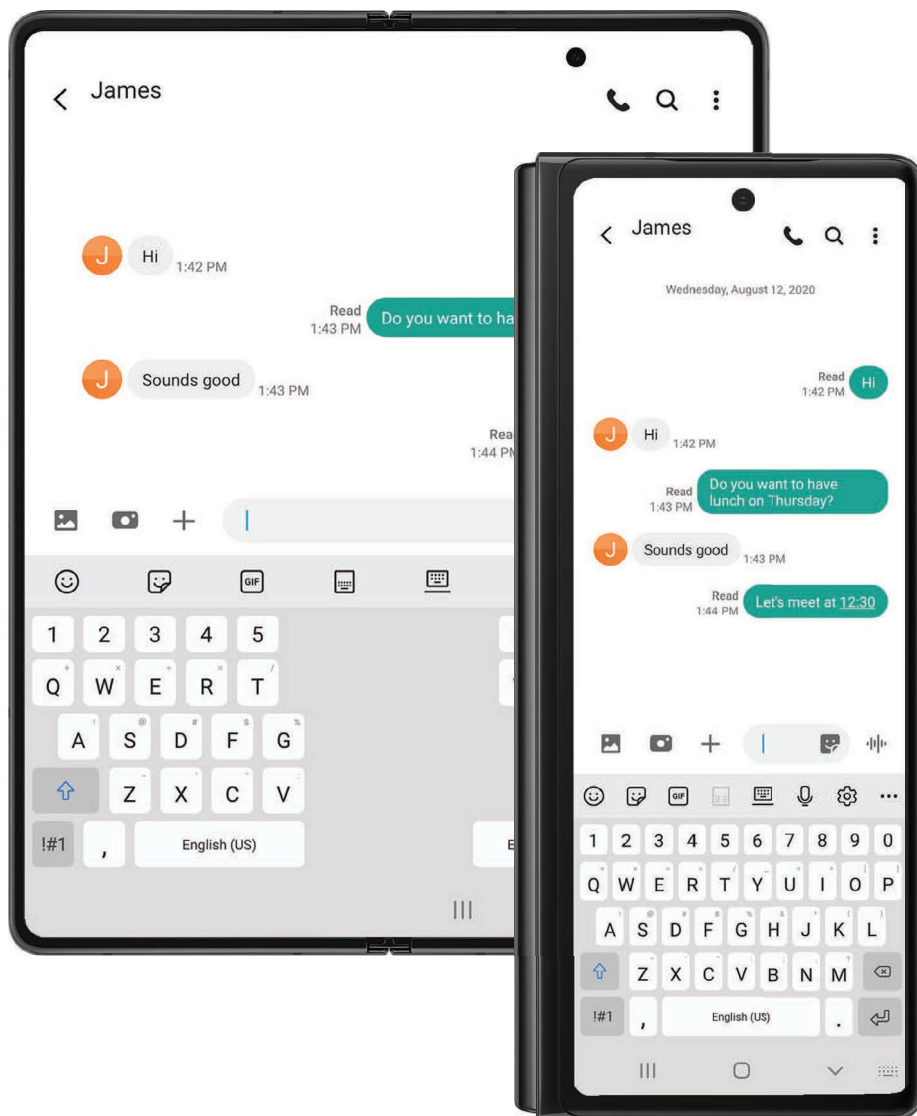 James
J
Hi
1:42 PM
Read
1:43 PM
Do you want to ha
J
Sounds good
1:43 PM
Rea
1:44 PM
GIF
1 2 3 4 5
Q W E R T
A S D F G
Z X C V
!#1 , English (US)
James
Wednesday, August 12, 2020
Read
1:42 PM
Hi
J
Hi
1:42 PM
Read
1:43 PM
Do you want to have
lunch on Thursday?
J
Sounds good
1:43 PM
Read
1:44 PM
Let's meet at 12:30
GIF
1 2 3 4 5 6 7 8 9 0
Q W E R T Y U I O P
A S D F G H J K L
Z X C V B N M
!#1 , English (US) .